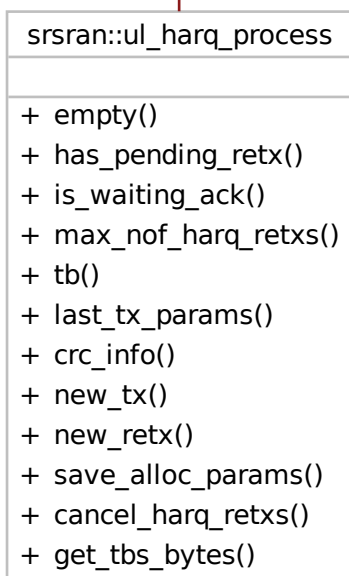 srsran::ul_harq_process
+ empty()
+ has_pending_retx()
+ is_waiting_ack()
+ max_nof_harq_retxs()
+ tb()
+ last_tx_params()
+ crc_info()
+ new_tx()
+ new_retx()
+ save_alloc_params()
+ cancel_harq_retxs()
+ get_tbs_bytes()